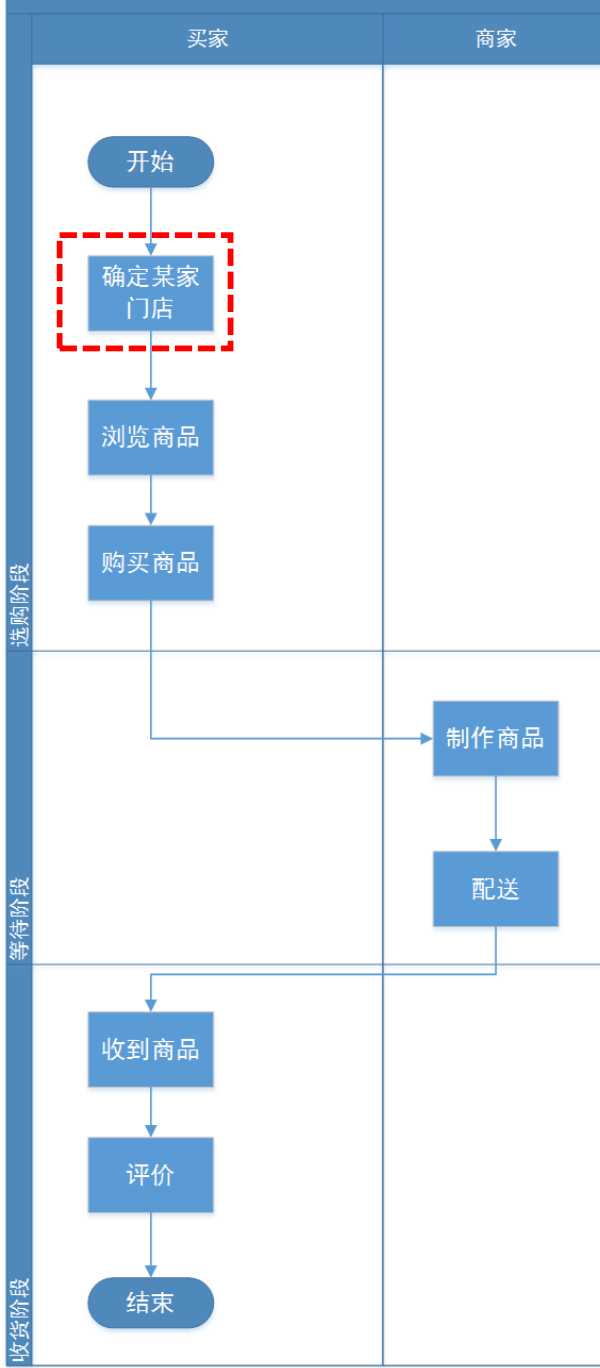 买家
商家
开始
确定某家
门店
浏览商品
购买商品
选购阶段
制作商品
配送
等待阶段
收到商品
评价
结束
收货阶段